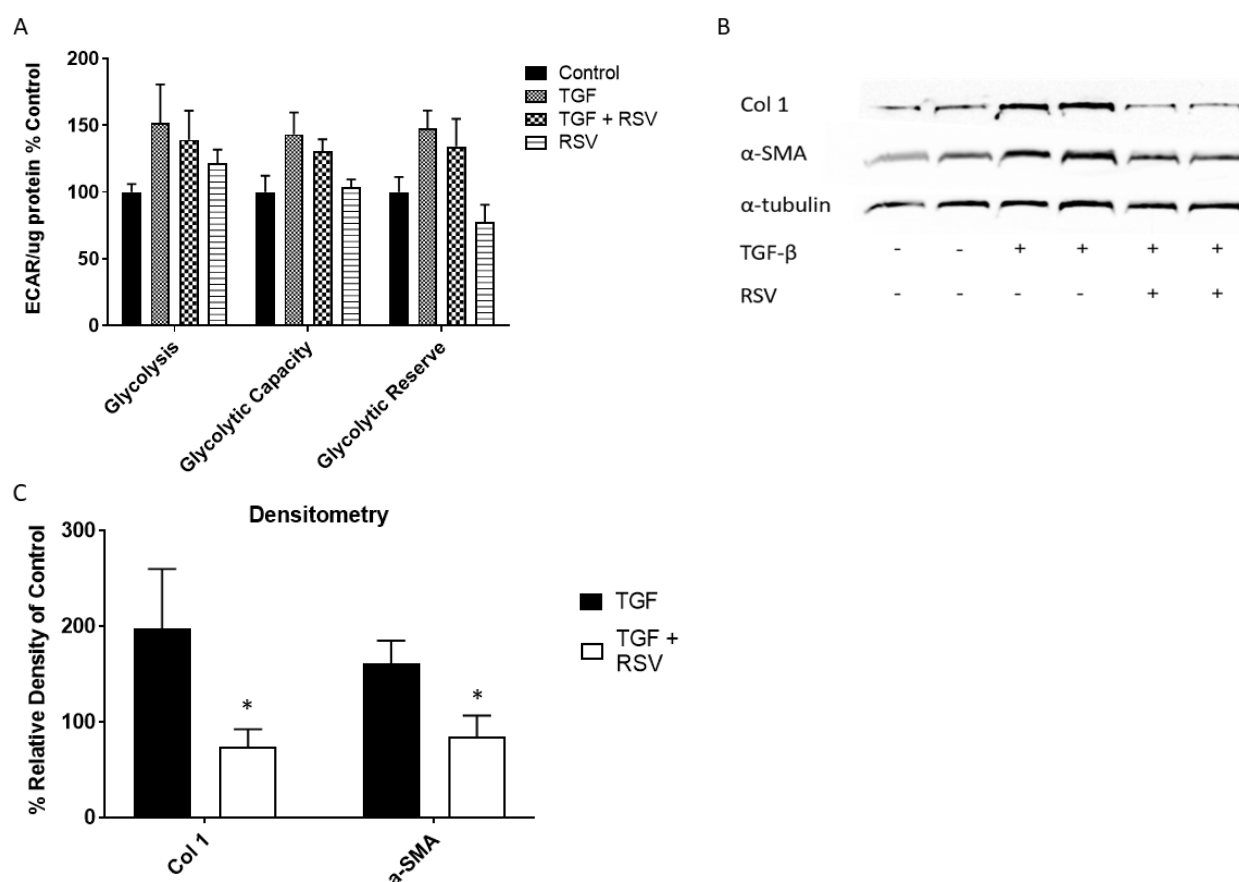 A
ECAR/ug protein % Control
200
150
100
50
0
Glycolysis
Glycolytic Capacity
Glycolytic Reserve
Control
TGF
TGF + RSV
RSV
B
Col 1
α-SMA
α-tubulin
TGF-β - - + + + +
RSV - - - - + +
C
Densitometry
% Relative Density of Control
300
200
100
0
Col 1
a-SMA
*
*
TGF
TGF +
RSV